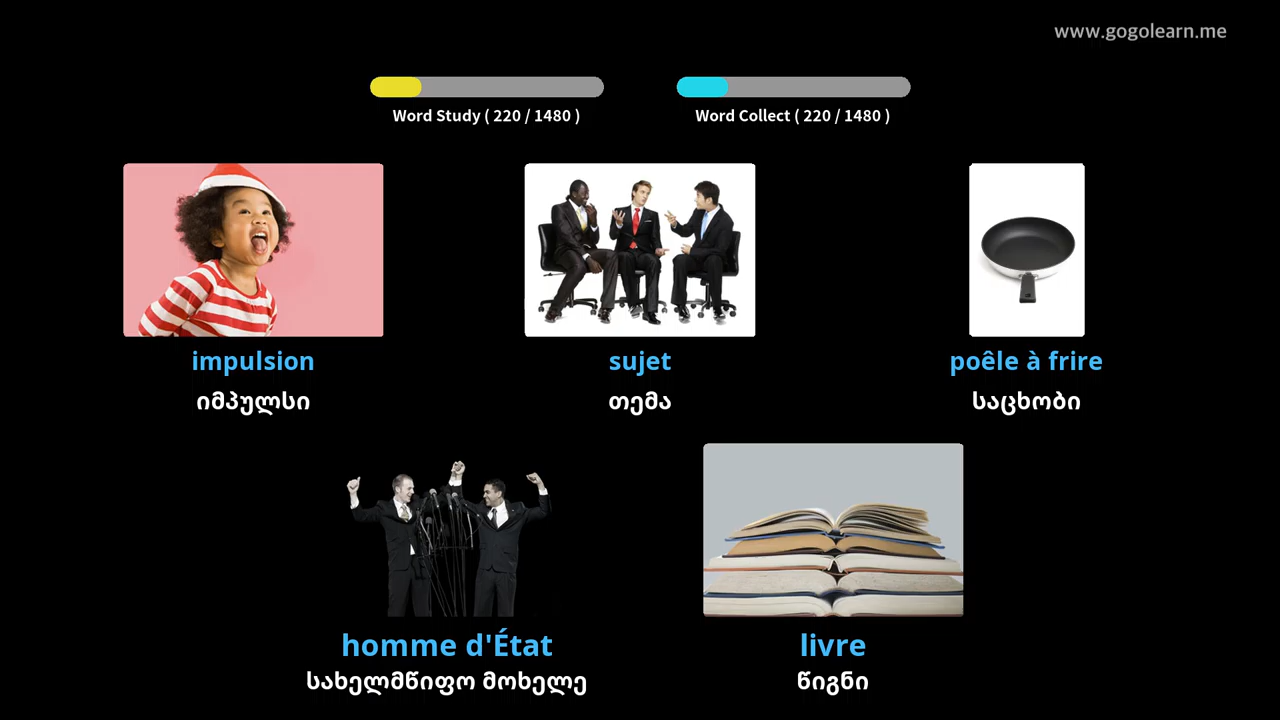 www.gogolearn.me
Word Study ( 220 / 1480 )
Word Collect ( 220 / 1480 )
impulsion
იმპულსი
sujet
თემა
poêle à frire
საცხობი
homme d'État
სახელმწიფო მოხელე
livre
წიგნი